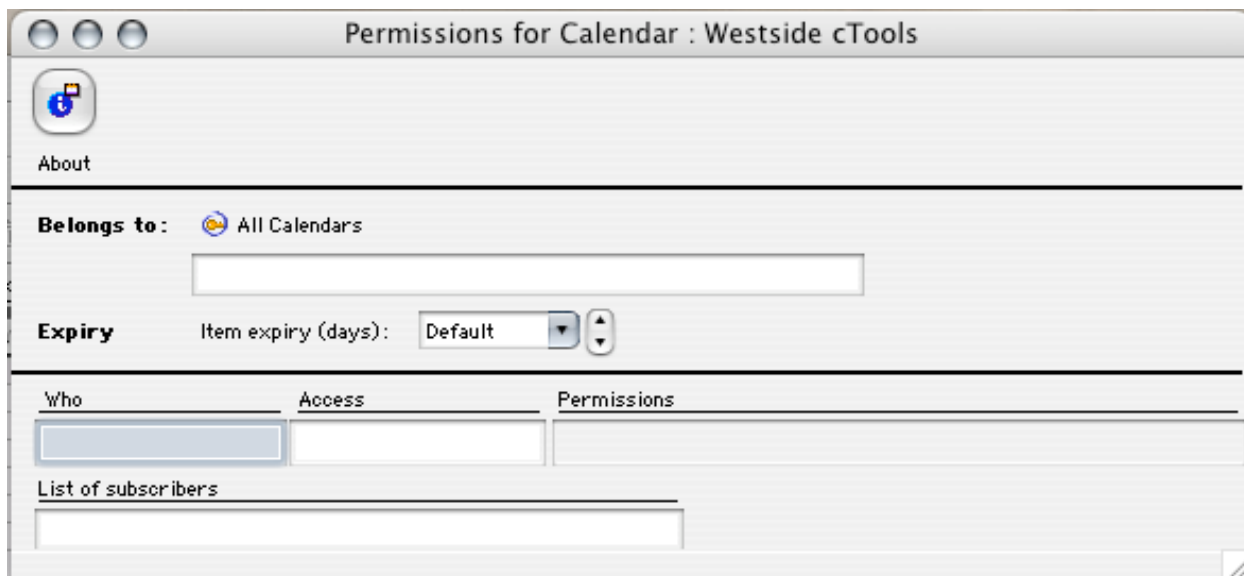 Permissions for Calendar : Westside cTools
About
Belongs to: All Calendars
Expiry Item expiry (days): Default
Who Access Permissions
List of subscribers